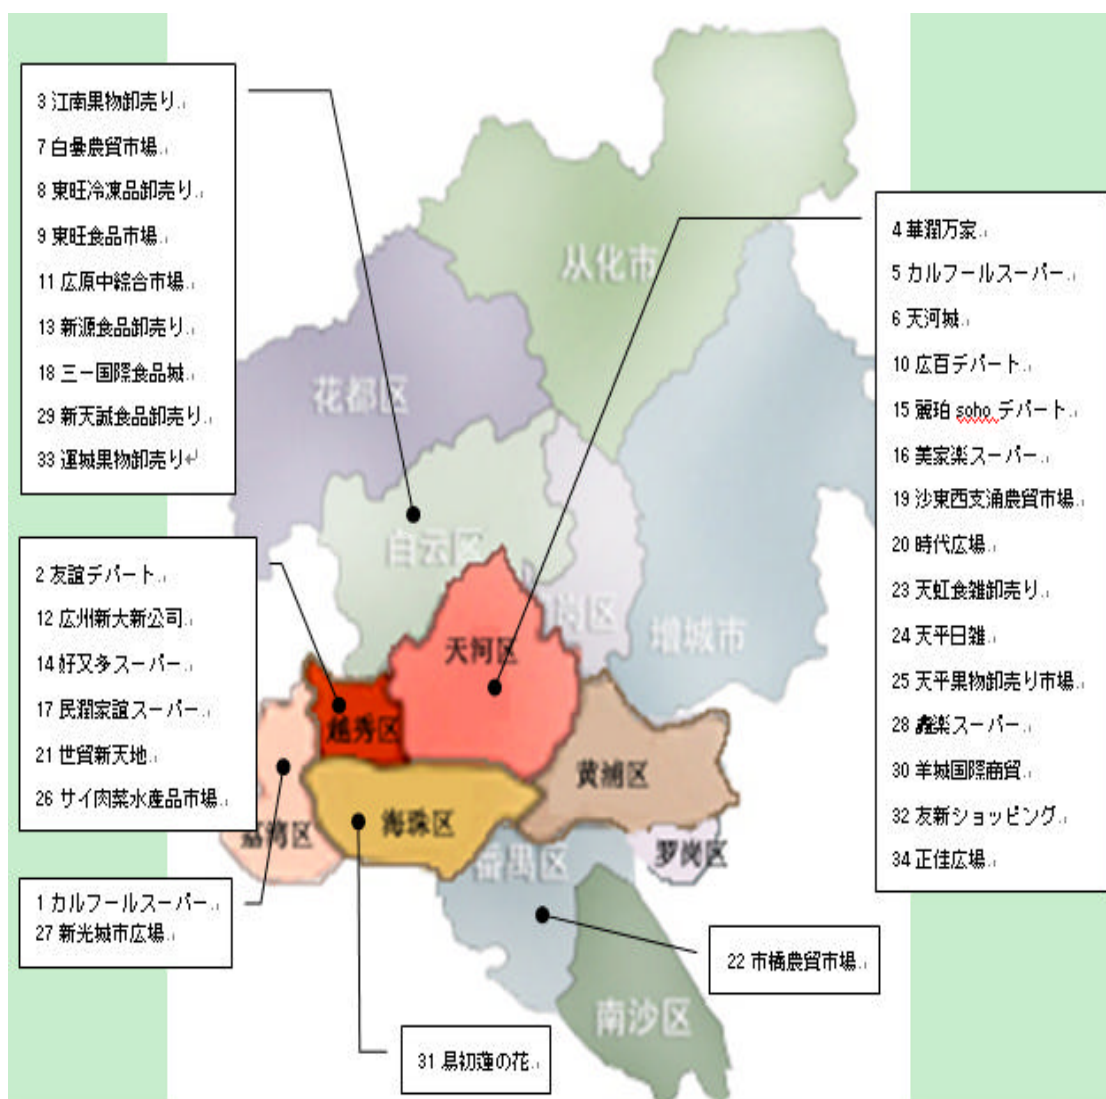 3 江南果物卸売り
7 白曇農貿市場
8 東旺冷凍品卸売り
9 東旺食品市場
11 広原中綜合市場
13 新源食品卸売り
18 三一国際食品城
29 新天誠食品卸売り
33 運城果物卸売り
2 友誼デパート
12 広州新大新公司
14 好又多スーパー
17 民潤家誼スーパー
21 世貿新天地
26 サイ肉菜水産品市場
1 カルフールスーパー
27 新光城市広場
4 華潤万家
5 カルフールスーパー
6 天河城
10 広百デパート
15 麗珀 soho デパート
16 美家楽スーパー
19 沙東西支涌農貿市場
20 時代広場
23 天虹食雑卸売り
24 天平日雑
25 天平果物卸売り市場
28 鑫楽スーパー
30 羊城国際商貿
32 友新ショッピング
34 正佳広場
22 市橋農貿市場
31 易初蓮の花
从化市
花都区
白云区
岗区
增城市
天河区
越秀区
黄浦区
海珠区
荔湾区
萝岗区
番禺区
南沙区